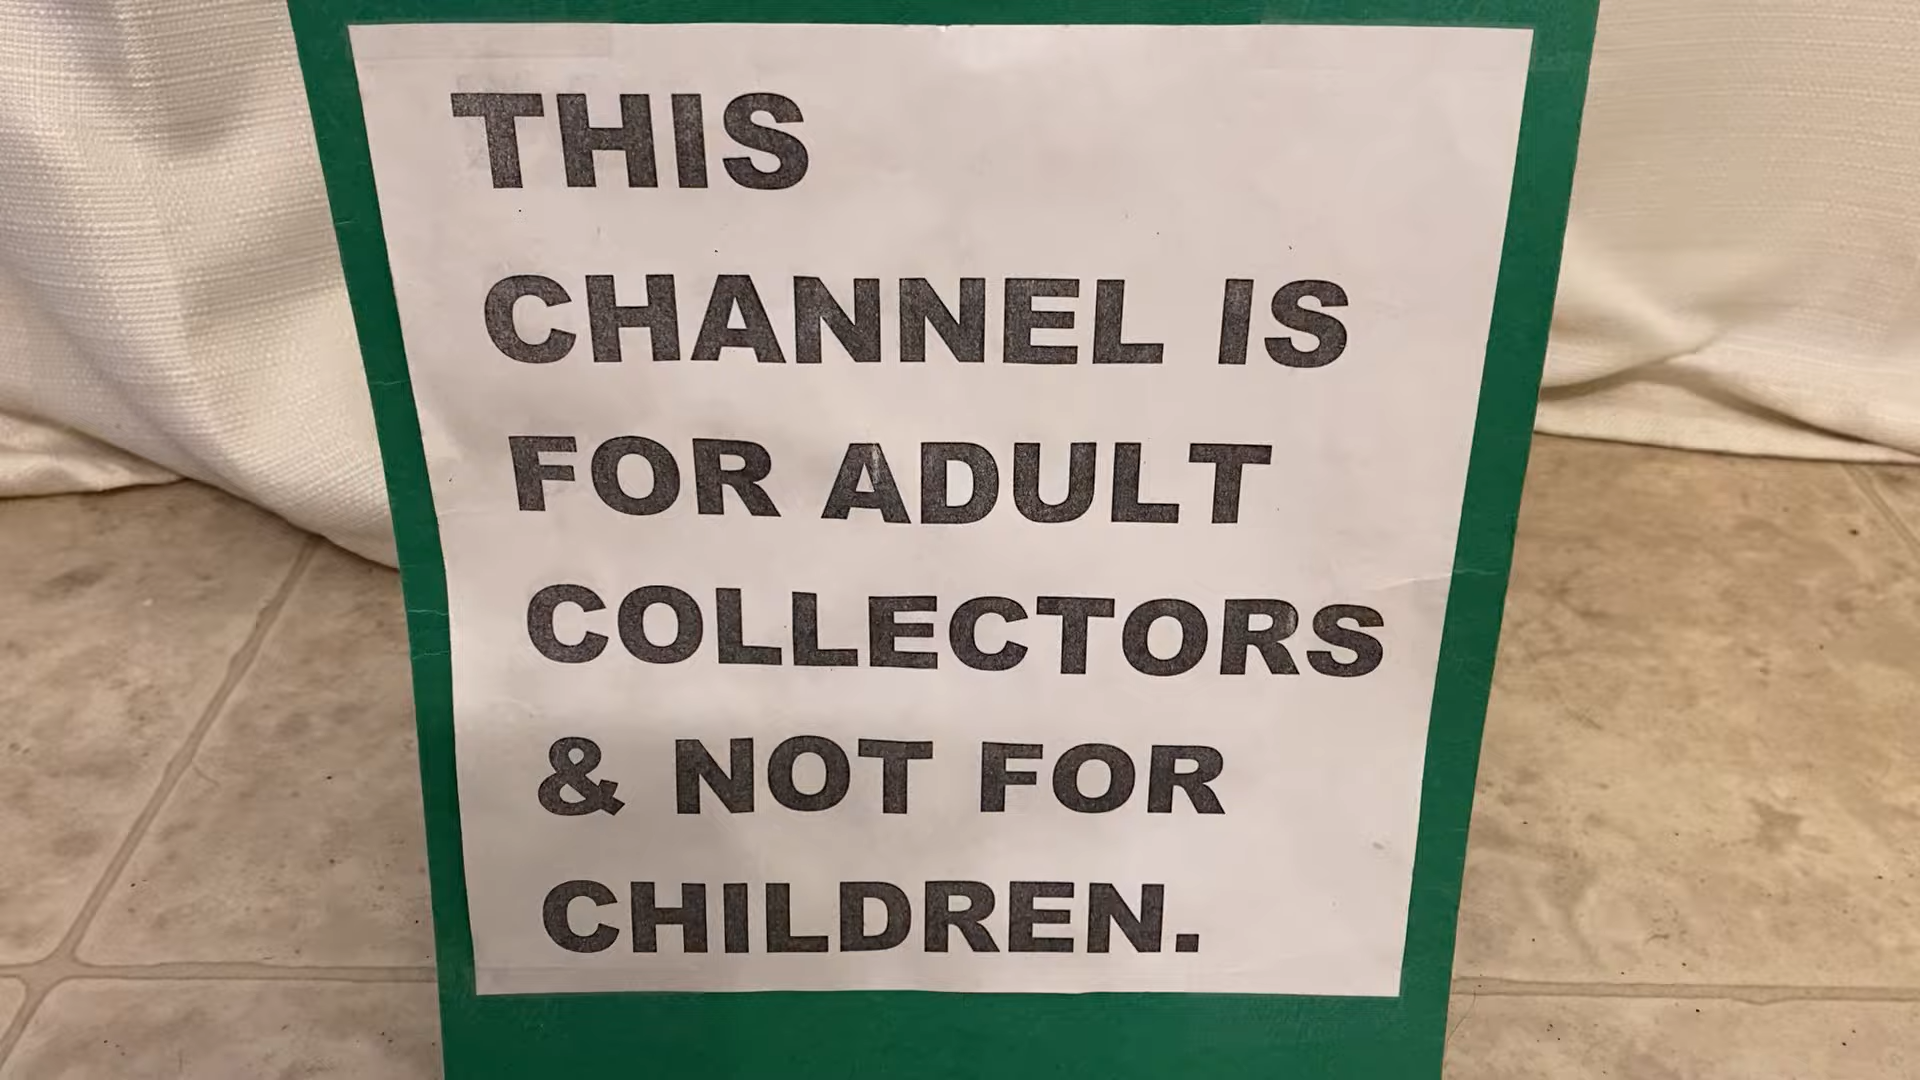 THIS
CHANNEL IS
FOR ADULT
COLLECTORS
& NOT FOR
CHILDREN.